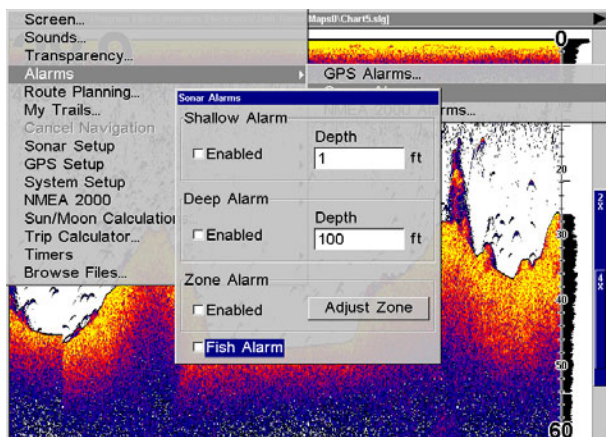 Screen...
Sounds...
Transparency...
Alarms
Route Planning...
My Trails...
Cancel Navigation
Sonar Setup
GPS Setup
System Setup
NMEA 2000
Sun/Moon Calculation
Trip Calculator...
Timers
Browse Files...
Maps0\Chart5.slg]
GPS Alarms...
Sonar Alarms
Shallow Alarm
Enabled
Depth
1
ft
Deep Alarm
Enabled
Depth
100
ft
Zone Alarm
Enabled
Adjust Zone
Fish Alarm
0
20
30
40
50
60
2x
4x